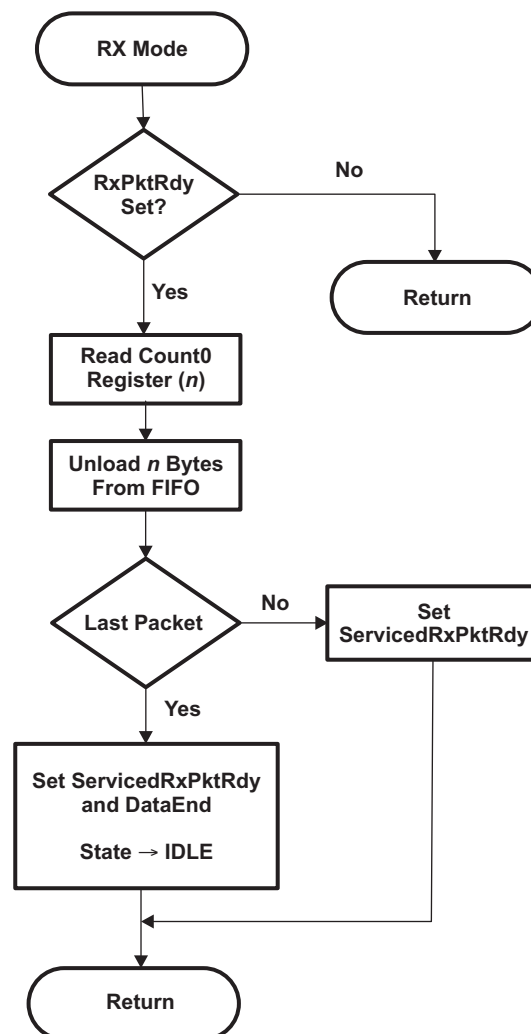 RX Mode
RxPktRdy
Set?
No
Yes
Return
Read Count0
Register (n)
Unload n Bytes
From FIFO
Last Packet
No
Set
ServicedRxPktRdy
Yes
Set ServicedRxPktRdy
and DataEnd
State → IDLE
Return